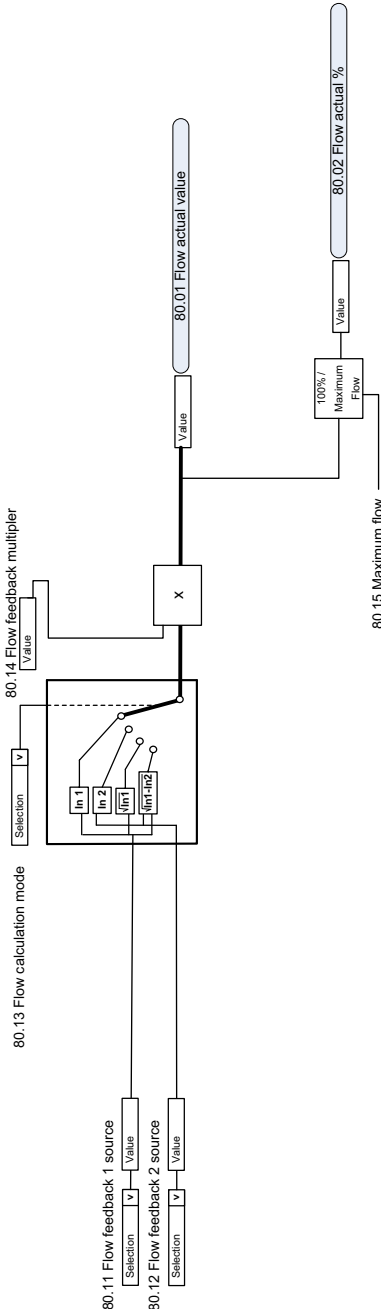 80.11 Flow feedback 1 source
Selection v Value
80.12 Flow feedback 2 source
Selection v Value
80.13 Flow calculation mode
Selection v
In 1
In 2
√In1
√In1-In2
80.14 Flow feedback multipler
Value
x
Value
80.01 Flow actual value
100% /
Maximum
Flow
Value
80.02 Flow actual %
80.15 Maximum flow